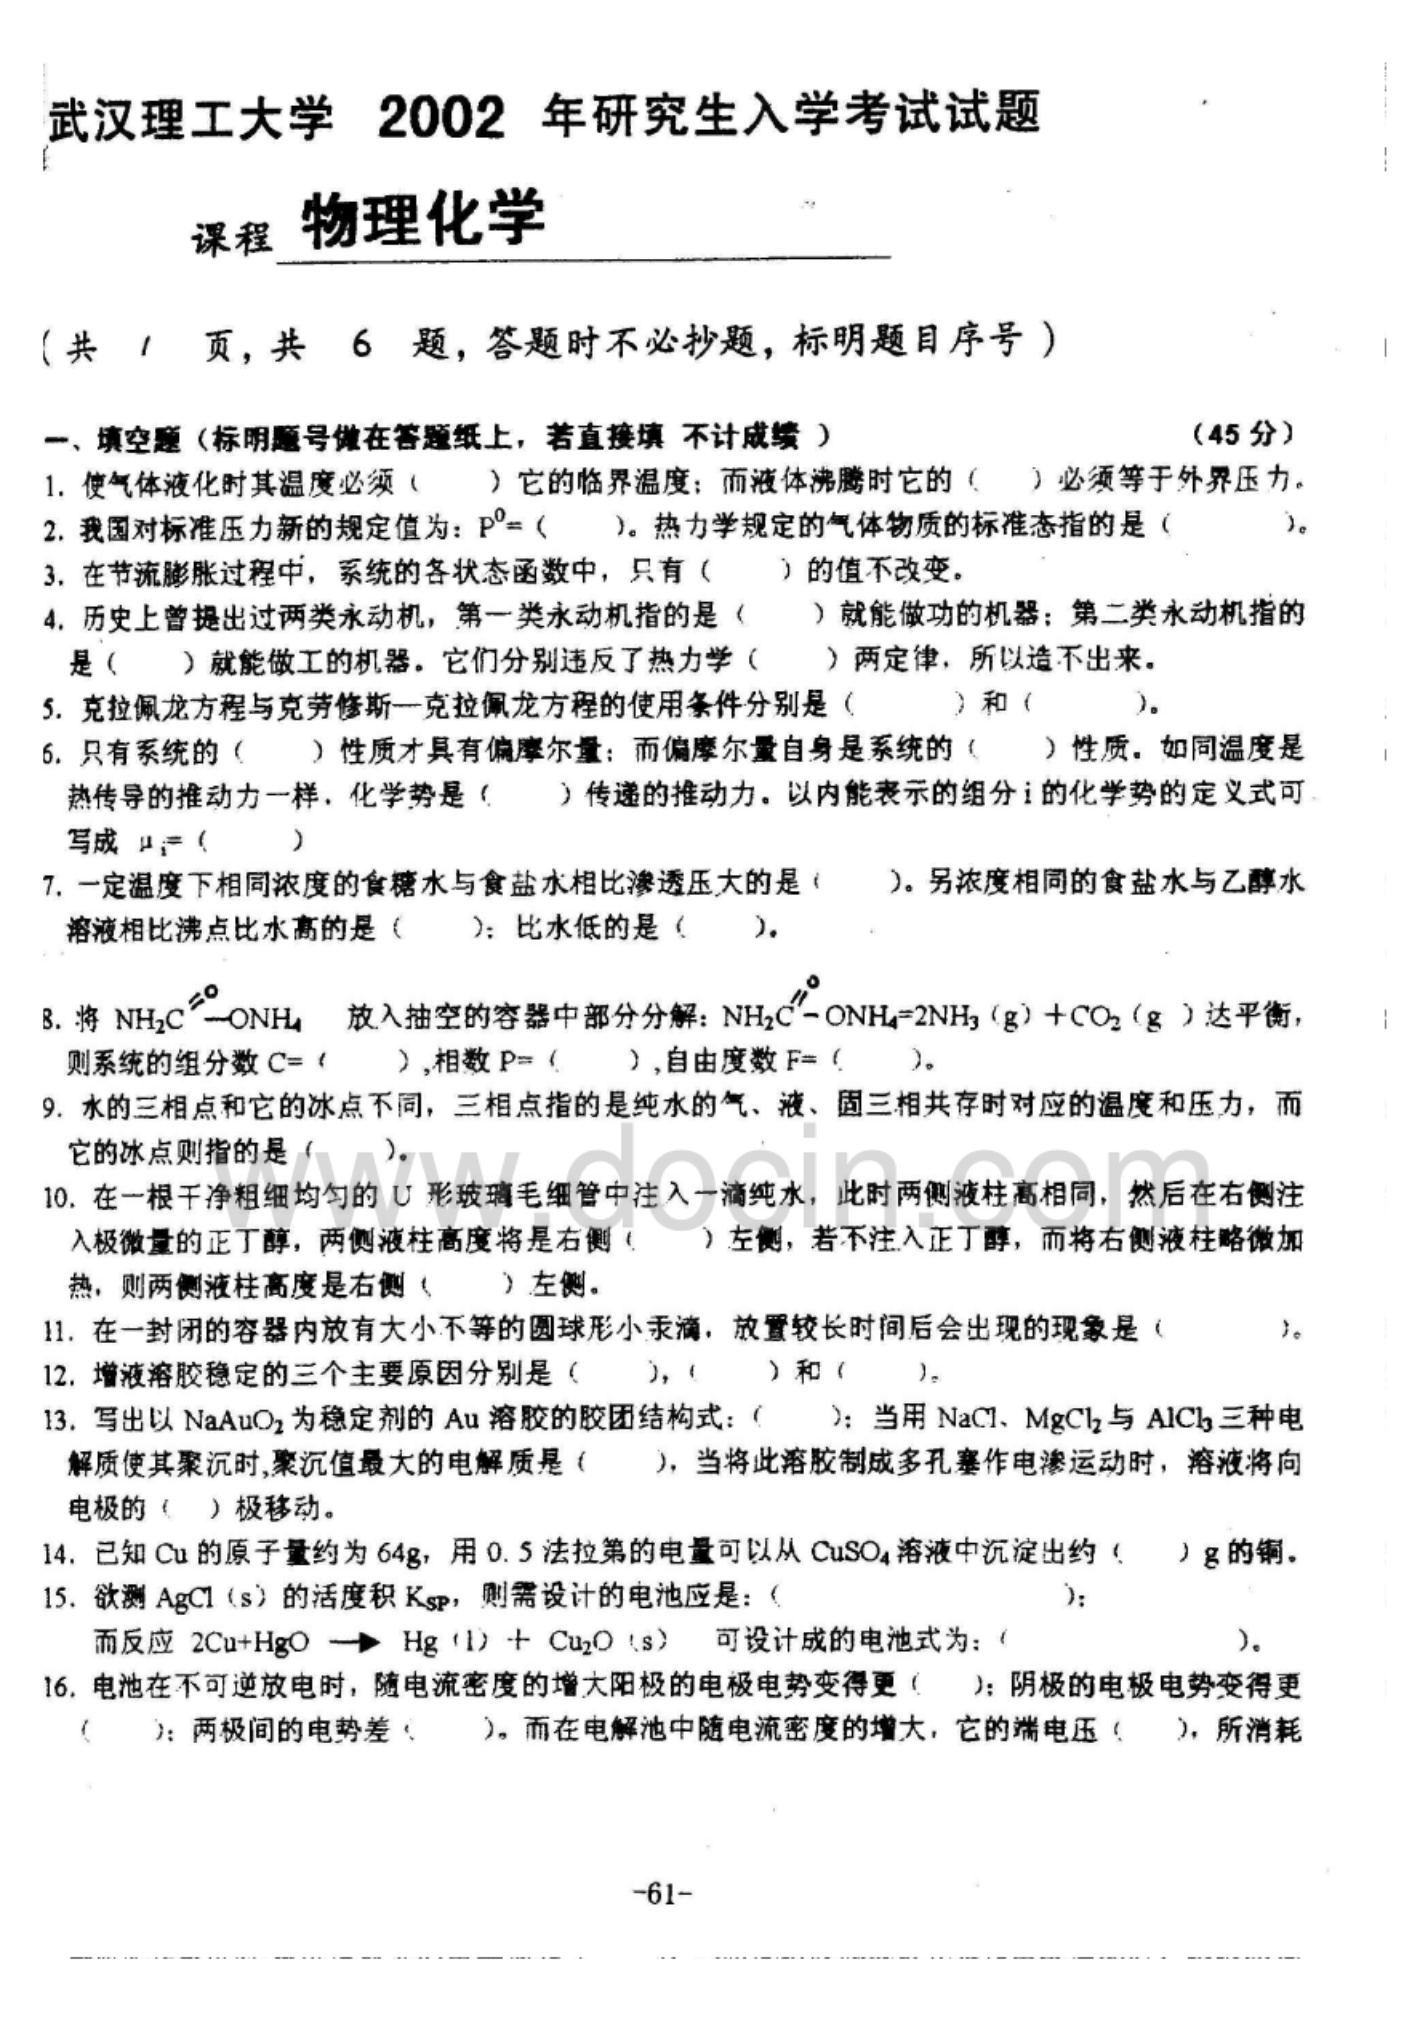 武汉理工大学 2002 年研究生入学考试试题
课程 物理化学
(共 1 页,共 6 题,答题时不必抄题,标明题目序号)
一、填空题（标明题号做在答题纸上，若直接填 不计成绩 ） （45 分）
1. 使气体液化时其温度必须（ ）它的临界温度；而液体沸腾时它的（ ）必须等于外界压力。
2. 我国对标准压力新的规定值为：P⁰=（ ）。热力学规定的气体物质的标准态指的是（ ）。
3. 在节流膨胀过程中，系统的各状态函数中，只有（ ）的值不改变。
4. 历史上曾提出过两类永动机，第一类永动机指的是（ ）就能做功的机器；第二类永动机指的
是（ ）就能做工的机器。它们分别违反了热力学（ ）两定律，所以造不出来。
5. 克拉佩龙方程与克劳修斯—克拉佩龙方程的使用条件分别是（ ）和（ ）。
6. 只有系统的（ ）性质才具有偏摩尔量；而偏摩尔量自身是系统的（ ）性质。如同温度是
热传导的推动力一样，化学势是（ ）传递的推动力。以内能表示的组分 i 的化学势的定义式可
写成 μi=（ ）
7. 一定温度下相同浓度的食糖水与食盐水相比渗透压大的是（ ）。另浓度相同的食盐水与乙醇水
溶液相比沸点比水高的是（ ）；比水低的是（ ）。
8. 将 NH₂C(=O)—ONH₄ 放入抽空的容器中部分分解：NH₂C(=O)-ONH₄=2NH₃（g）+CO₂（g ）达平衡，
则系统的组分数 C=（ ）,相数 P=（ ）,自由度数 F=（ ）。
9. 水的三相点和它的冰点不同，三相点指的是纯水的气、液、固三相共存时对应的温度和压力，而
它的冰点则指的是（ ）。
10. 在一根干净粗细均匀的 U 形玻璃毛细管中注入一滴纯水，此时两侧液柱高相同，然后在右侧注
入极微量的正丁醇，两侧液柱高度将是右侧（ ）左侧，若不注入正丁醇，而将右侧液柱略微加
热，则两侧液柱高度是右侧（ ）左侧。
11. 在一封闭的容器内放有大小不等的圆球形小汞滴，放置较长时间后会出现的现象是（ ）。
12. 增液溶胶稳定的三个主要原因分别是（ ），（ ）和（ ）。
13. 写出以 NaAuO₂为稳定剂的 Au 溶胶的胶团结构式：（ ）；当用 NaCl、MgCl₂与 AlCl₃三种电
解质使其聚沉时,聚沉值最大的电解质是（ ），当将此溶胶制成多孔塞作电渗运动时，溶液将向
电极的（ ）极移动。
14. 已知 Cu 的原子量约为 64g，用 0.5 法拉第的电量可以从 CuSO₄溶液中沉淀出约（ ）g 的铜。
15. 欲测 AgCl（s）的活度积 KSP，则需设计的电池应是：（ ）；
而反应 2Cu+HgO → Hg（l）+ Cu₂O（s） 可设计成的电池式为：（ ）。
16. 电池在不可逆放电时，随电流密度的增大阳极的电极电势变得更（ ）；阴极的电极电势变得更
（ ）；两极间的电势差（ ）。而在电解池中随电流密度的增大，它的端电压（ ），所消耗
-61-
www.docin.com